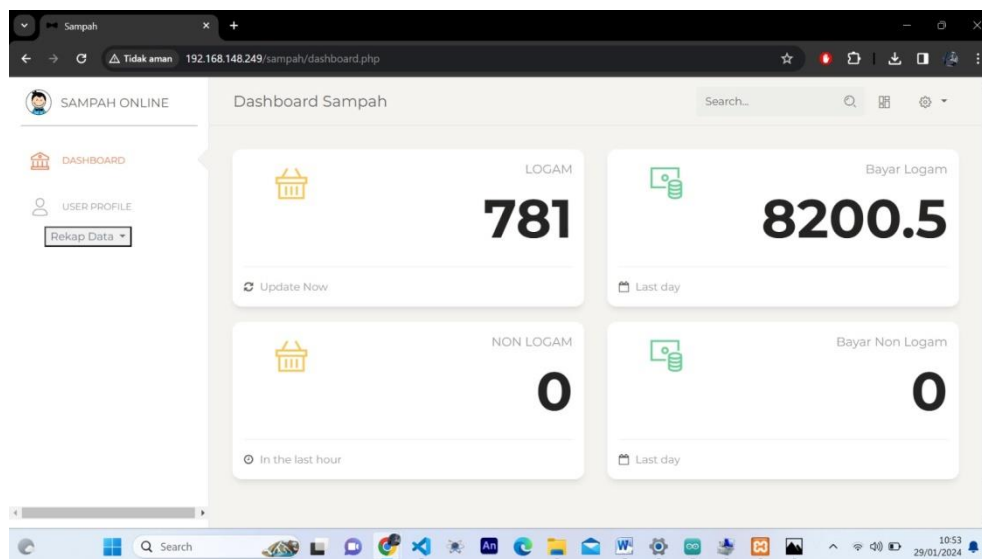 Sampah
Tidak aman 192.168.148.249/sampah/dashboard.php
SAMPAH ONLINE
Dashboard Sampah
Search...
DASHBOARD
USER PROFILE
Rekap Data
LOGAM
781
Update Now
Bayar Logam
8200.5
Last day
NON LOGAM
0
In the last hour
Bayar Non Logam
0
Last day
Search
An
W
10:53
29/01/2024